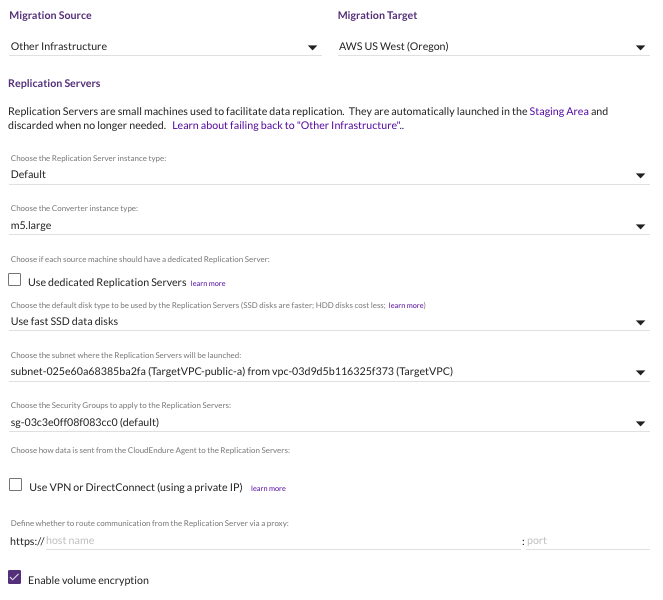 Migration Source
Migration Target
Other Infrastructure
AWS US West (Oregon)
Replication Servers
Replication Servers are small machines used to facilitate data replication. They are automatically launched in the Staging Area and
discarded when no longer needed. Learn about failing back to "Other Infrastructure"..
Choose the Replication Server instance type:
Default
Choose the Converter instance type:
m5.large
Choose if each source machine should have a dedicated Replication Server:
Use dedicated Replication Servers learn more
Choose the default disk type to be used by the Replication Servers (SSD disks are faster; HDD disks cost less; learn more)
Use fast SSD data disks
Choose the subnet where the Replication Servers will be launched:
subnet-025e60a68385ba2fa (TargetVPC-public-a) from vpc-03d9d5b116325f373 (TargetVPC)
Choose the Security Groups to apply to the Replication Servers:
sg-03c3e0ff08f083cc0 (default)
Choose how data is sent from the CloudEndure Agent to the Replication Servers:
Use VPN or DirectConnect (using a private IP) learn more
Define whether to route communication from the Replication Server via a proxy:
https:// host name : port
Enable volume encryption